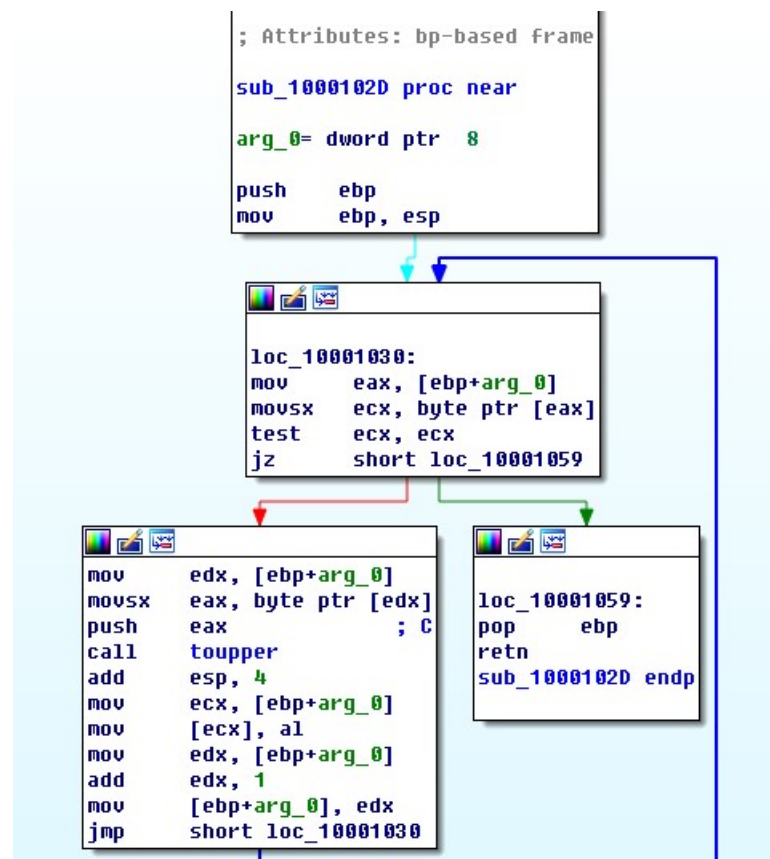 ; Attributes: bp-based frame
sub_1000102D proc near
arg_0= dword ptr  8
push    ebp
mov     ebp, esp
loc_10001030:
mov     eax, [ebp+arg_0]
movsx   ecx, byte ptr [eax]
test    ecx, ecx
jz      short loc_10001059
mov     edx, [ebp+arg_0]
movsx   eax, byte ptr [edx]
push    eax             ; C
call    toupper
add     esp, 4
mov     ecx, [ebp+arg_0]
mov     [ecx], al
mov     edx, [ebp+arg_0]
add     edx, 1
mov     [ebp+arg_0], edx
jmp     short loc_10001030
loc_10001059:
pop     ebp
retn
sub_1000102D endp